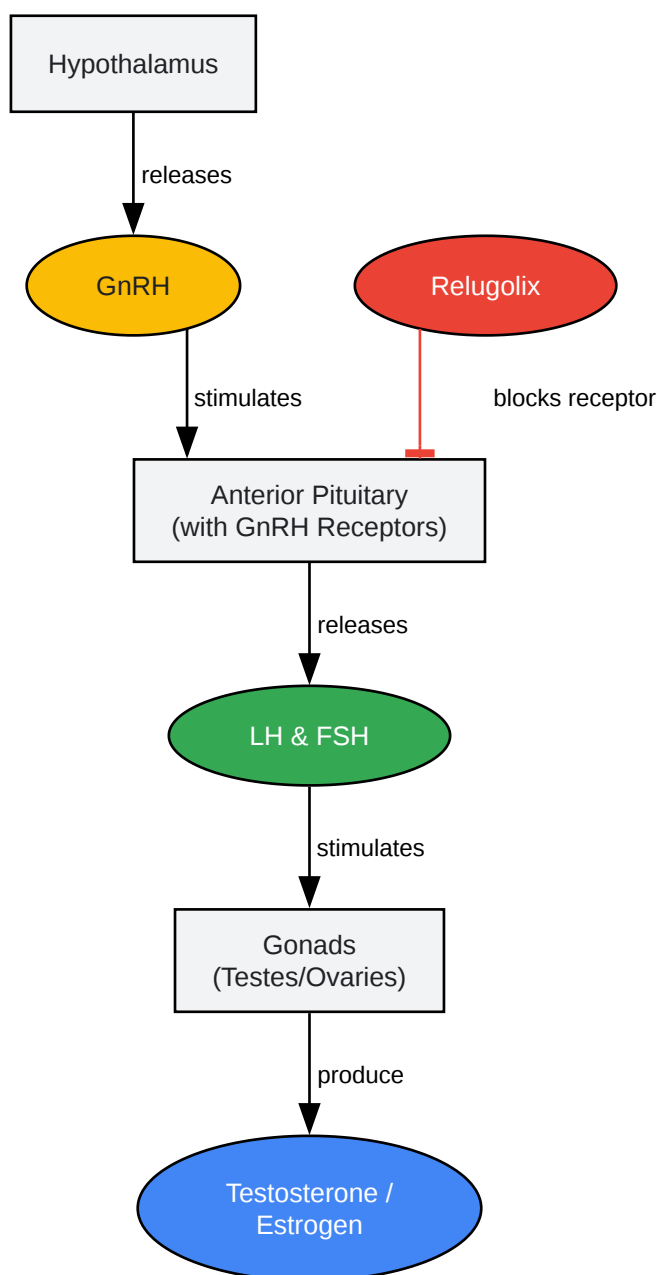 Hypothalamus
releases
GnRH
Relugolix
stimulates
blocks receptor
Anterior Pituitary
(with GnRH Receptors)
releases
LH & FSH
stimulates
Gonads
(Testes/Ovaries)
produce
Testosterone /
Estrogen